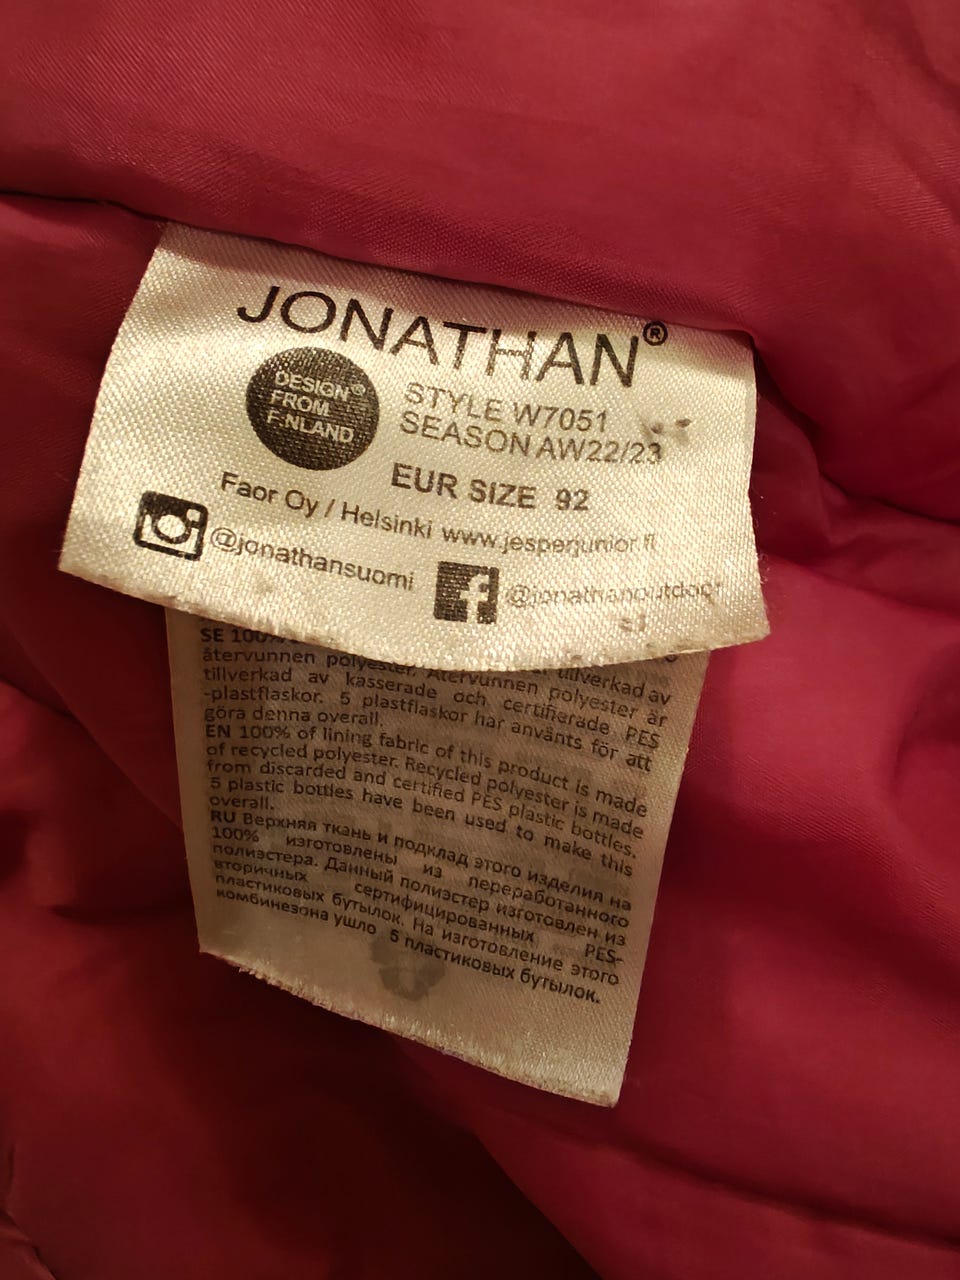 JONATHAN®
DESIGN®
FROM
FINLAND
STYLE W7051
SEASON AW22/23
EUR SIZE 92
Faor Oy / Helsinki www.jesperjunior.fi
@jonathansuomi
@jonathanoutdoor
SE 100%
tillverkad av
återvunnen polyester. Återvunnen polyester är
tillverkad av kasserade och certifierade PES
-plastflaskor. 5 plastflaskor har använts för att
göra denna overall.
EN 100% of lining fabric of this product is made
of recycled polyester. Recycled polyester is made
from discarded and certified PES plastic bottles.
5 plastic bottles have been used to make this
overall.
RU Верхняя ткань и подклад этого изделия на
100% изготовлены из переработанного
полиэстера. Данный полиэстер изготовлен из
вторичных сертифицированных PES-
пластиковых бутылок. На изготовление этого
комбинезона ушло 5 пластиковых бутылок.